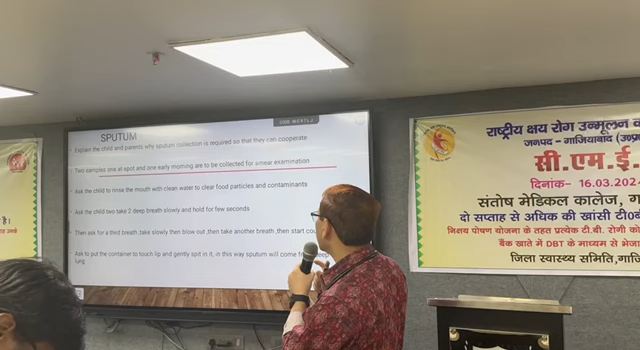 SPUTUM
Explain the child and parents why sputum collection is required so that they can cooperate
Two samples one at spot and one early morning are to be collected for smear examination
Ask the child to rinse the mouth with clean water to clear food particles and contaminants
Ask the child two take 2 deep breath slowly and hold for few seconds
Then ask for a third breath ,take slowly then blow out ,then take another breath ,then start
Ask to put the container to touch lip and gently spit in it, in this way sputum will come
lung
है।
राष्ट्रीय क्षय रोग उन्मूलन
जनपद - गाजियाबाद
सी.एम.ई.
दिनांक- 16.03.2024
संतोष मेडिकल कालेज,
दो सप्ताह से अधिक की खांसी
निक्षय पोषण योजना के तहत प्रत्येक टी.बी. रोगी
बैंक खाते में DBT के माध्यम से
जिला स्वास्थ्य समिति,